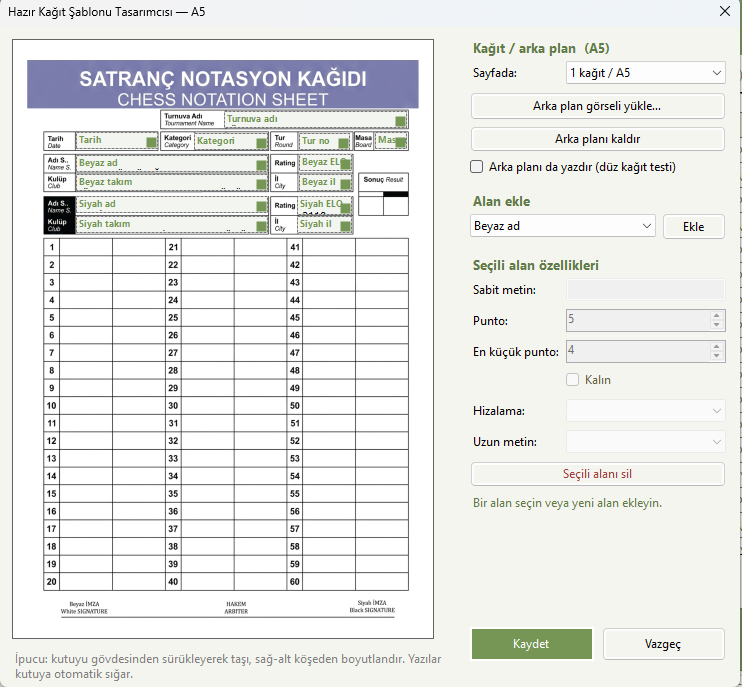 Hazır Kağıt Şablonu Tasarımcısı — A5
SATRANÇ NOTASYON KAĞIDI
CHESS NOTATION SHEET
Turnuva Adı
Tournament Name
Turnuva adı
Tarih
Date
Tarih
Kategori
Category
Kategori
Tur
Round
Tur no
Masa
Board
Mas
Adı S..
Name S.
Beyaz ad
Rating
Beyaz ELO
Kulüp
Club
Beyaz takım
İl
City
Beyaz il
Sonuç Result
Adı S..
Name S.
Siyah ad
Rating
Siyah ELO
Kulüp
Club
Siyah takım
İl
City
Siyah il
1 21 41
2 22 42
3 23 43
4 24 44
5 25 45
6 26 46
7 27 47
8 28 48
9 29 49
10 30 50
11 31 51
12 32 52
13 33 53
14 34 54
15 35 55
16 36 56
17 37 57
18 38 58
19 39 59
20 40 60
Beyaz İMZA
White SIGNATURE
HAKEM
ARBITER
Siyah İMZA
Black SIGNATURE
İpucu: kutuyu gövdesinden sürükleyerek taşı, sağ-alt köşeden boyutlandır. Yazılar
kutuya otomatik sığar.
Kağıt / arka plan (A5)
Sayfada: 1 kağıt / A5
Arka plan görseli yükle...
Arka planı kaldır
Arka planı da yazdır (düz kağıt testi)
Alan ekle
Beyaz ad Ekle
Seçili alan özellikleri
Sabit metin:
Punto: 5
En küçük punto: 4
Kalın
Hizalama:
Uzun metin:
Seçili alanı sil
Bir alan seçin veya yeni alan ekleyin.
Kaydet Vazgeç